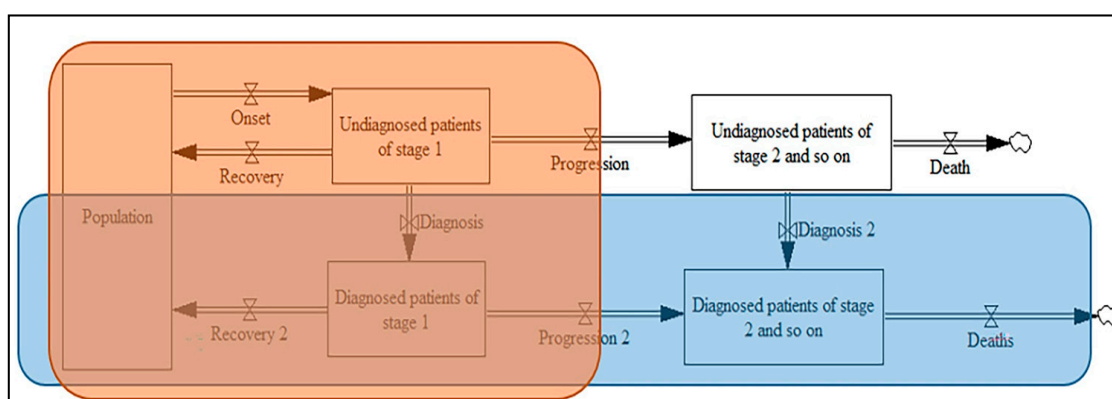 Onset
Undiagnosed patients
of stage 1
Recovery
Progression
Undiagnosed patients of
stage 2 and so on
Death
Population
Diagnosis
Diagnosis 2
Diagnosed patients of
stage 1
Recovery 2
Progression 2
Diagnosed patients of stage
2 and so on
Deaths